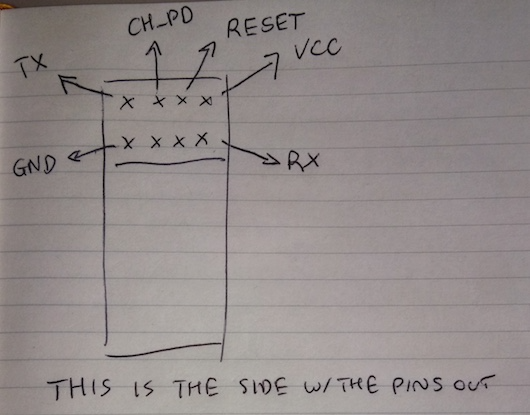 CH_PD
RESET
TX
VCC
x x x x
x x x x
GND
RX
THIS IS THE SIDE W/THE PINS OUT